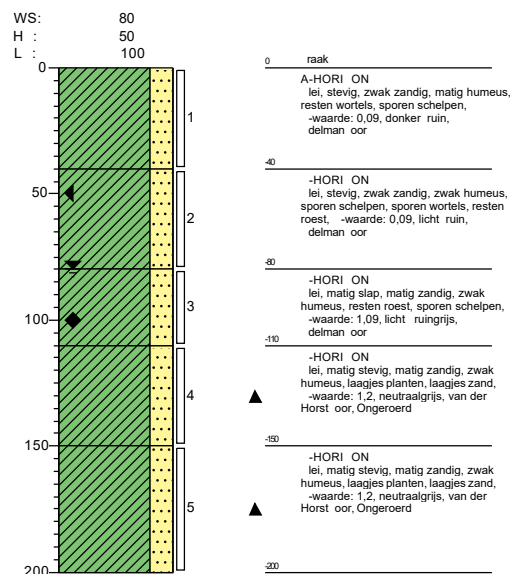 WS: 80
H : 50
L : 100
0
50
100
150
200
1
2
3
4
5
0 raak
A-HORI ON
lei, stevig, zwak zandig, matig humeus,
resten wortels, sporen schelpen,
-waarde: 0,09, donker ruin,
delman oor
-40
-HORI ON
lei, stevig, zwak zandig, zwak humeus,
sporen schelpen, sporen wortels, resten
roest, -waarde: 0,09, licht ruin,
delman oor
-80
-HORI ON
lei, matig slap, matig zandig, zwak
humeus, resten roest, sporen schelpen,
-waarde: 1,09, licht ruingrijs,
delman oor
-110
-HORI ON
lei, matig stevig, matig zandig, zwak
humeus, laagjes planten, laagjes zand,
-waarde: 1,2, neutraalgrijs, van der
Horst oor, Ongeroerd
-150
-HORI ON
lei, matig stevig, matig zandig, zwak
humeus, laagjes planten, laagjes zand,
-waarde: 1,2, neutraalgrijs, van der
Horst oor, Ongeroerd
-200